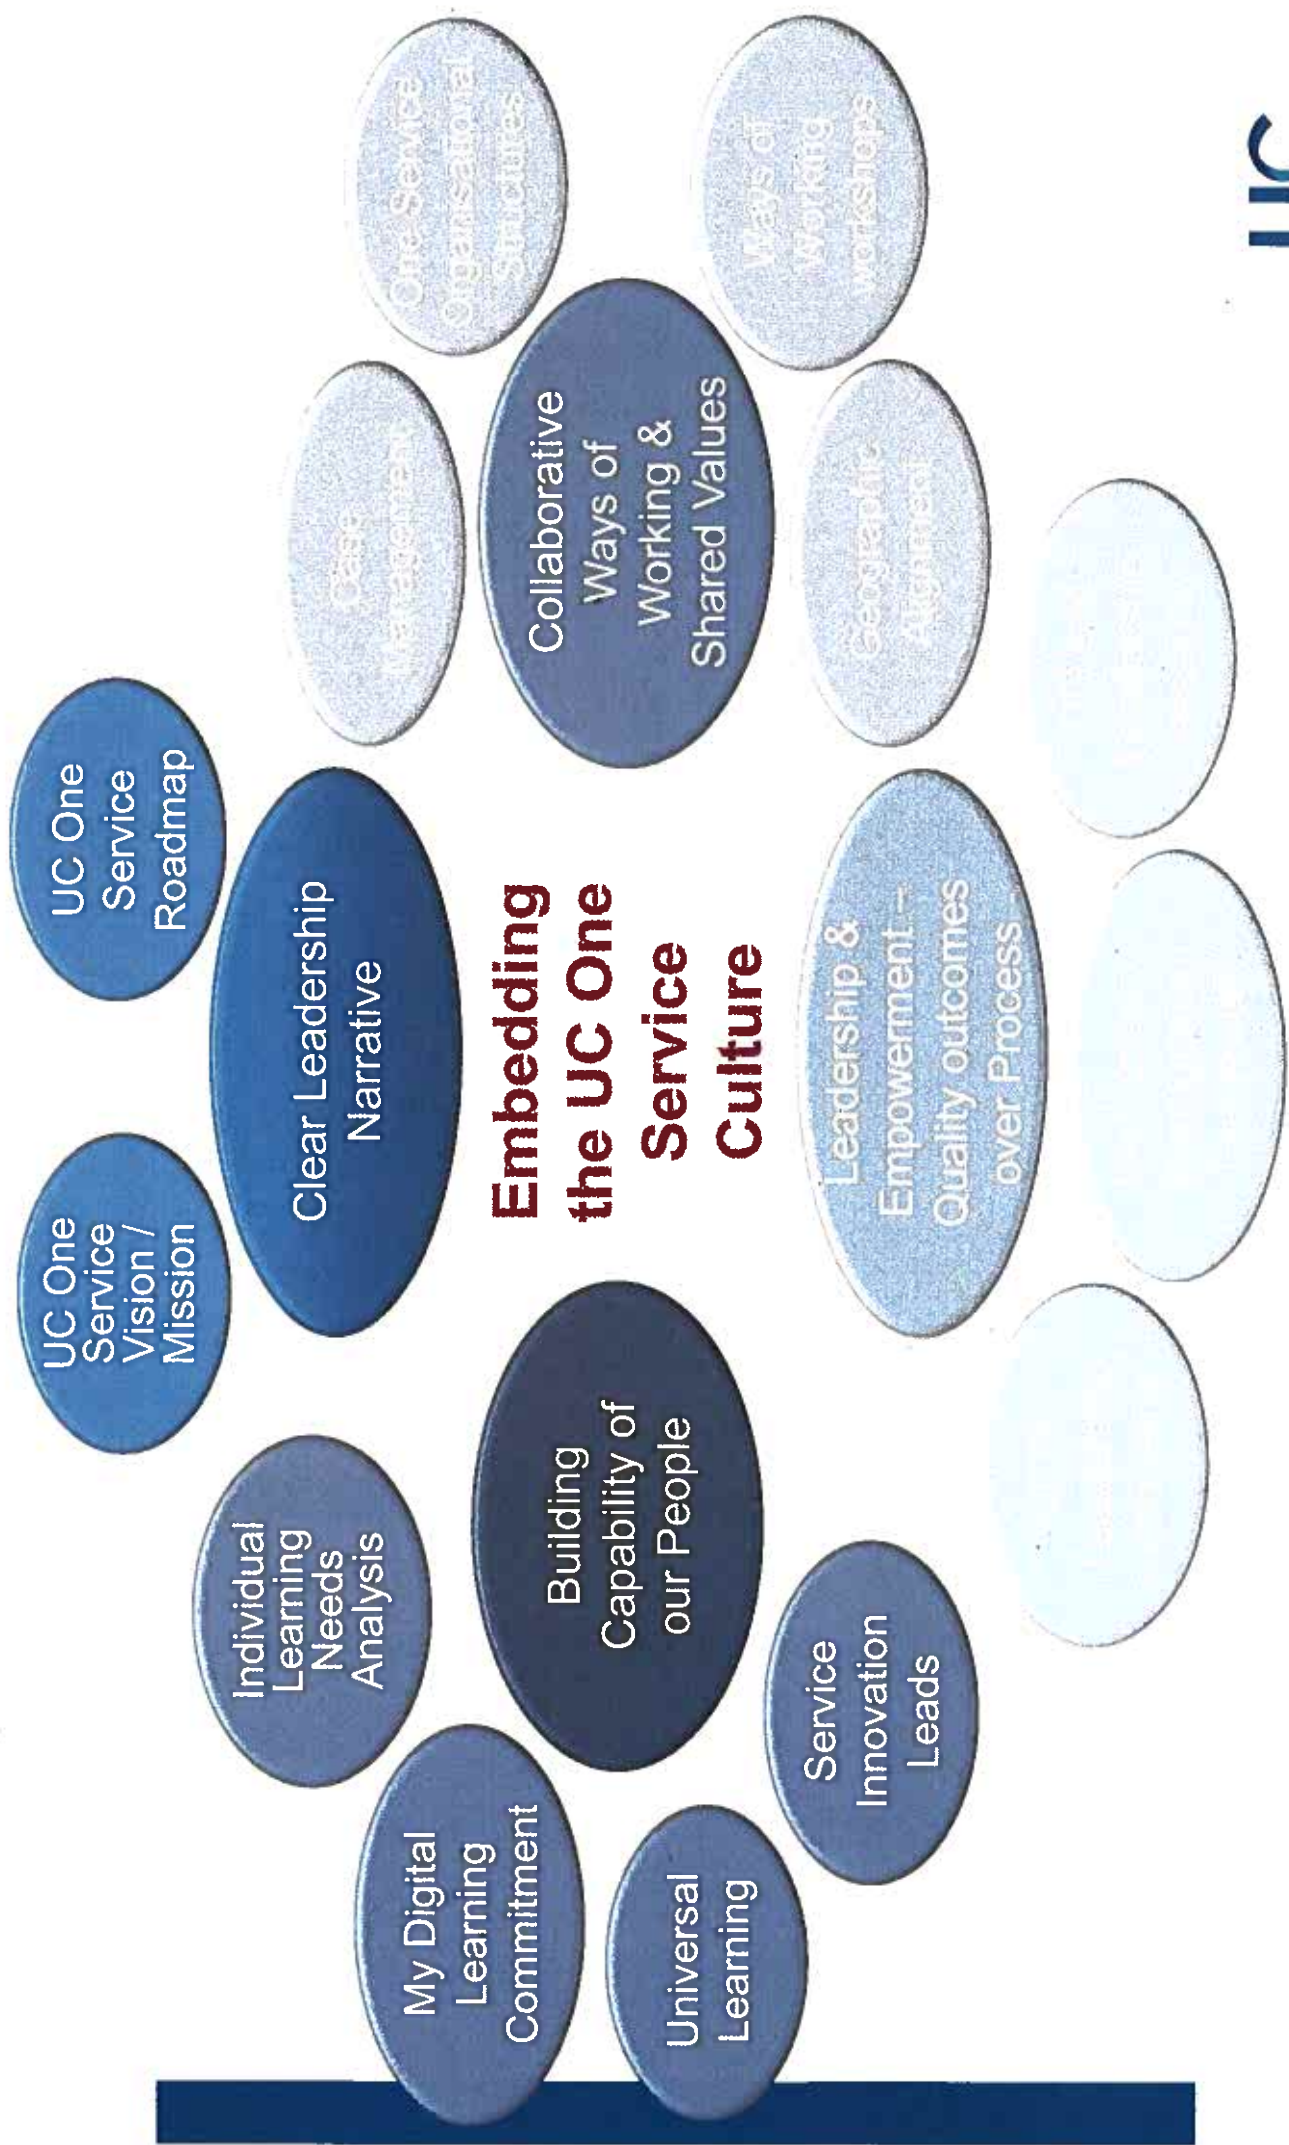 UC One
Service
Vision /
Mission
UC One
Service
Roadmap
Clear Leadership
Narrative
Individual
Learning
Needs
Analysis
My Digital
Learning
Commitment
Universal
Learning
Service
Innovation
Leads
Building
Capability of
our People
Embedding
the UC One
Service
Culture
Case
Management
One Service
Organisational
Structures
Collaborative
Ways of
Working &
Shared Values
Ways of
Working
workshops
Geographic
Alignment
Leadership &
Empowerment –
Quality outcomes
over Process
UC